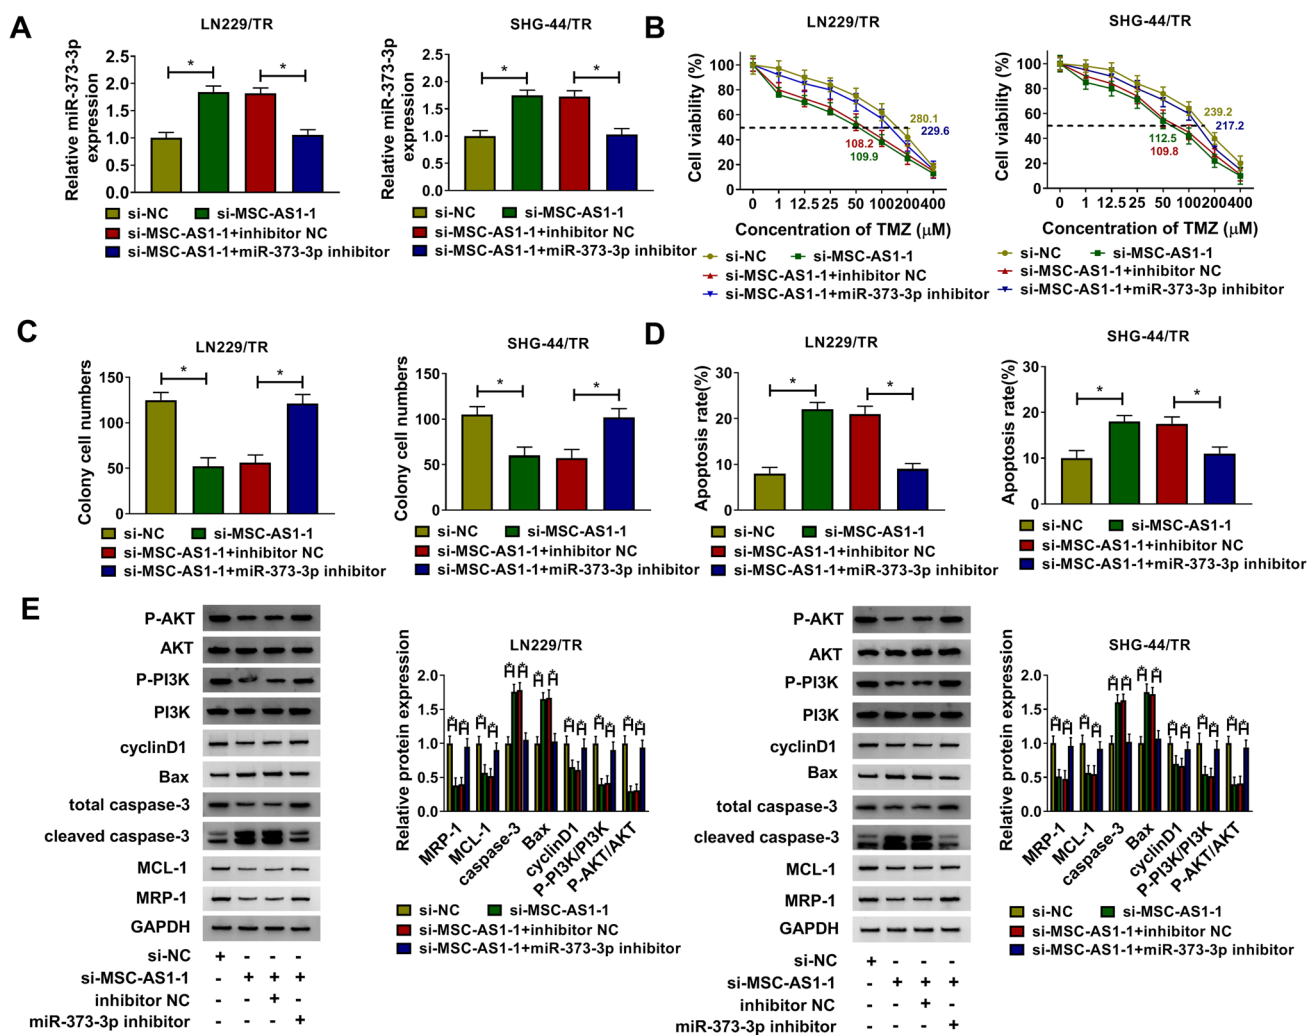 A
LN229/TR
Relative miR-373-3p
expression
2.5
2.0
1.5
1.0
0.5
0.0
*
*
SHG-44/TR
Relative miR-373-3p
expression
2.5
2.0
1.5
1.0
0.5
0.0
*
*
si-NC
si-MSC-AS1-1
si-MSC-AS1-1+inhibitor NC
si-MSC-AS1-1+miR-373-3p inhibitor
si-NC
si-MSC-AS1-1
si-MSC-AS1-1+inhibitor NC
si-MSC-AS1-1+miR-373-3p inhibitor
B
LN229/TR
Cell viability (%)
100
80
60
40
20
0
280.1
229.6
108.2
109.9
0 1 12.5 25 50 100 200 400
Concentration of TMZ (μM)
si-NC
si-MSC-AS1-1
si-MSC-AS1-1+inhibitor NC
si-MSC-AS1-1+miR-373-3p inhibitor
SHG-44/TR
Cell viability (%)
100
80
60
40
20
0
239.2
217.2
112.5
109.8
0 1 12.5 25 50 100 200 400
Concentration of TMZ (μM)
si-NC
si-MSC-AS1-1
si-MSC-AS1-1+inhibitor NC
si-MSC-AS1-1+miR-373-3p inhibitor
C
LN229/TR
Colony cell numbers
150
100
50
0
*
*
si-NC
si-MSC-AS1-1
si-MSC-AS1-1+inhibitor NC
si-MSC-AS1-1+miR-373-3p inhibitor
SHG-44/TR
Colony cell numbers
150
100
50
0
*
*
si-NC
si-MSC-AS1-1
si-MSC-AS1-1+inhibitor NC
si-MSC-AS1-1+miR-373-3p inhibitor
D
LN229/TR
Apoptosis rate(%)
30
20
10
0
*
*
si-NC
si-MSC-AS1-1
si-MSC-AS1-1+inhibitor NC
si-MSC-AS1-1+miR-373-3p inhibitor
SHG-44/TR
Apoptosis rate(%)
30
20
10
0
*
*
si-NC
si-MSC-AS1-1
si-MSC-AS1-1+inhibitor NC
si-MSC-AS1-1+miR-373-3p inhibitor
E
P-AKT
AKT
P-PI3K
PI3K
cyclinD1
Bax
total caspase-3
cleaved caspase-3
MCL-1
MRP-1
GAPDH
si-NC + - - -
si-MSC-AS1-1 - + + +
inhibitor NC - - + -
miR-373-3p inhibitor - - - +
LN229/TR
Relative protein expression
2.0
1.5
1.0
0.5
0.0
* * * * * * * * * * * * * *
MRP-1
MCL-1
caspase-3
Bax
cyclinD1
P-PI3K/PI3K
P-AKT/AKT
si-NC
si-MSC-AS1-1
si-MSC-AS1-1+inhibitor NC
si-MSC-AS1-1+miR-373-3p inhibitor
P-AKT
AKT
P-PI3K
PI3K
cyclinD1
Bax
total caspase-3
cleaved caspase-3
MCL-1
MRP-1
GAPDH
si-NC + - - -
si-MSC-AS1-1 - + + +
inhibitor NC - - + -
miR-373-3p inhibitor - - - +
SHG-44/TR
Relative protein expression
2.0
1.5
1.0
0.5
0.0
* * * * * * * * * * * * * *
MRP-1
MCL-1
caspase-3
Bax
cyclinD1
P-PI3K/PI3K
P-AKT/AKT
si-NC
si-MSC-AS1-1
si-MSC-AS1-1+inhibitor NC
si-MSC-AS1-1+miR-373-3p inhibitor